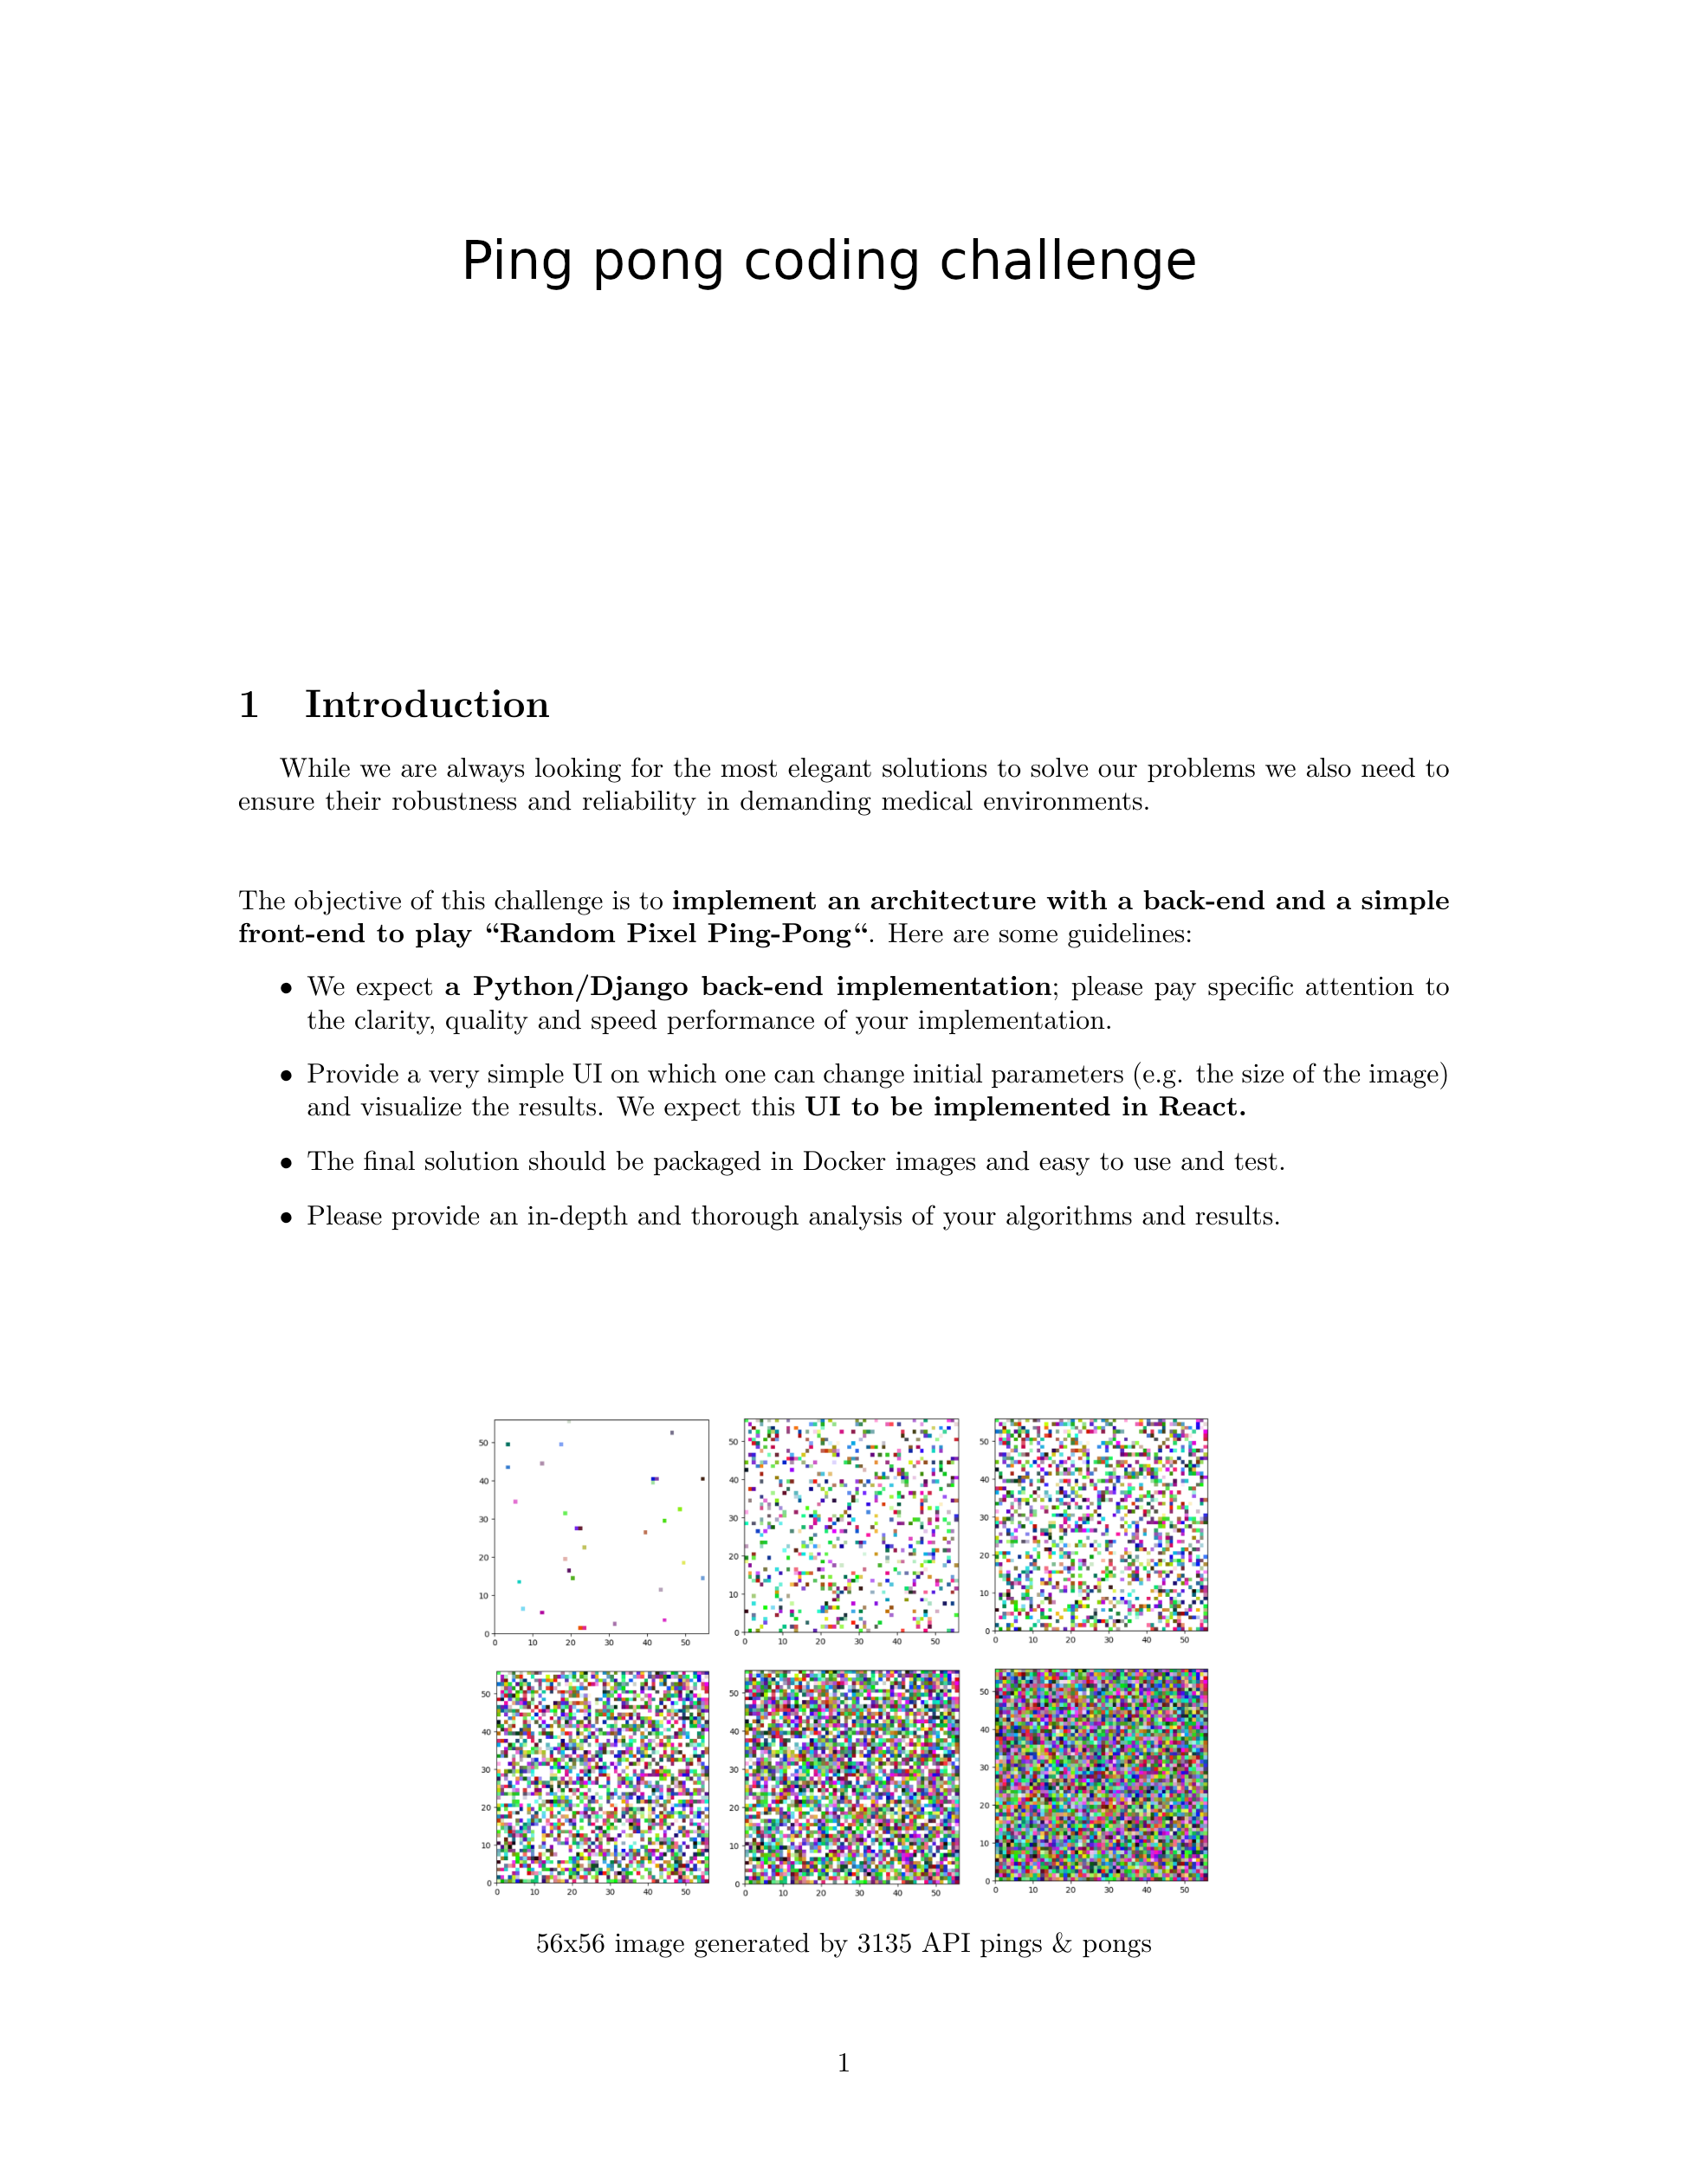 Ping pong coding challenge
1 Introduction
While we are always looking for the most elegant solutions to solve our problems we also need to
ensure their robustness and reliability in demanding medical environments.
The objective of this challenge is to implement an architecture with a back-end and a simple
front-end to play “Random Pixel Ping-Pong“. Here are some guidelines:
• We expect a Python/Django back-end implementation; please pay specific attention to
the clarity, quality and speed performance of your implementation.
• Provide a very simple UI on which one can change initial parameters (e.g. the size of the image)
and visualize the results. We expect this UI to be implemented in React.
• The final solution should be packaged in Docker images and easy to use and test.
• Please provide an in-depth and thorough analysis of your algorithms and results.
50
40
30
20
10
0
0 10 20 30 40 50
50
40
30
20
10
0
0 10 20 30 40 50
50
40
30
20
10
0
0 10 20 30 40 50
50
40
30
20
10
0
0 10 20 30 40 50
50
40
30
20
10
0
0 10 20 30 40 50
50
40
30
20
10
0
0 10 20 30 40 50
56x56 image generated by 3135 API pings & pongs
1